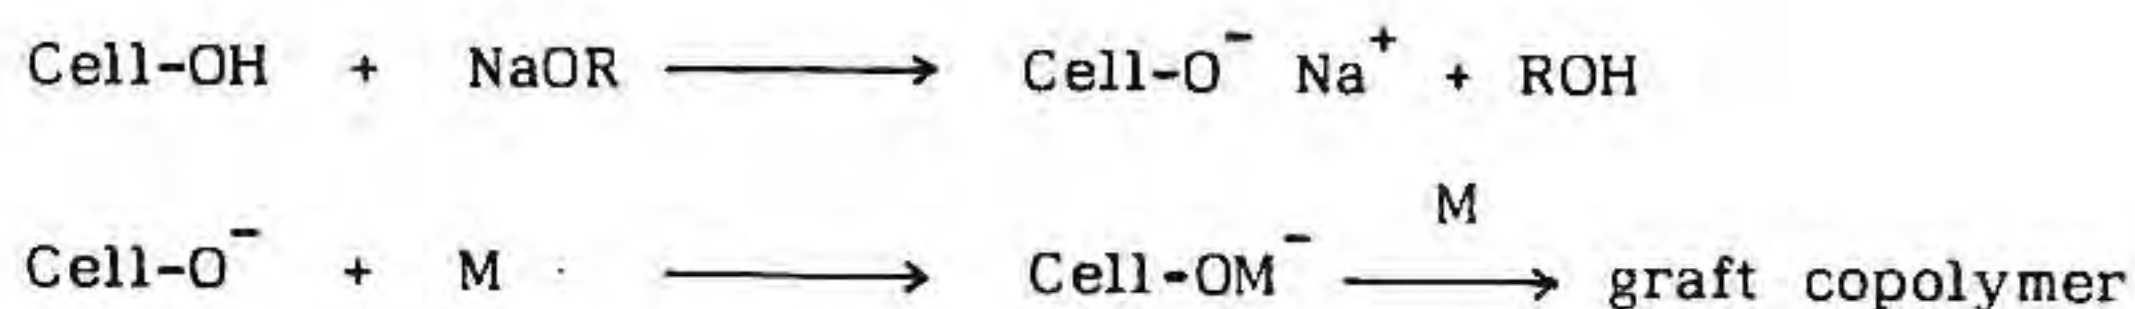 Cell-OH + NaOR ⟶ Cell-O⁻ Na⁺ + ROH
M
Cell-O⁻ + M ⟶ Cell-OM⁻ ⟶ graft copolymer